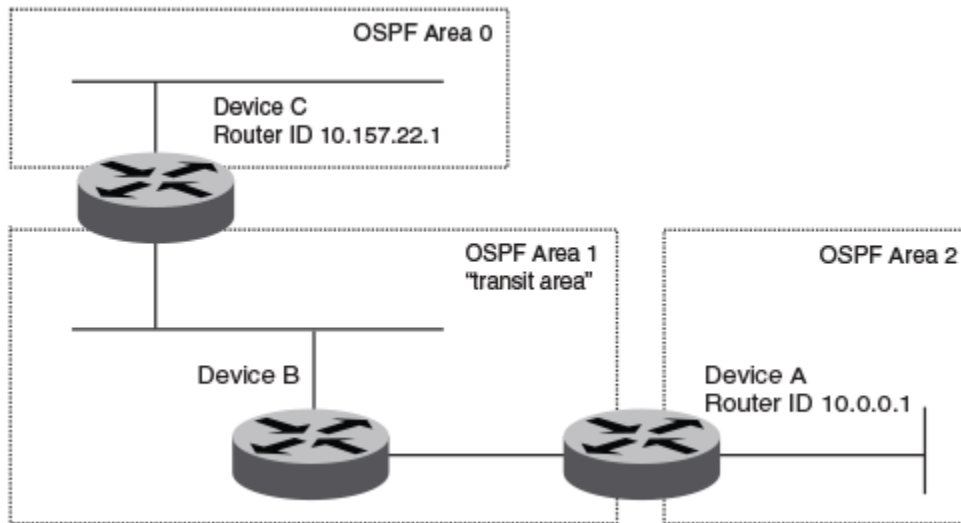 OSPF Area 0
Device C
Router ID 10.157.22.1
OSPF Area 1
“transit area”
OSPF Area 2
Device B
Device A
Router ID 10.0.0.1